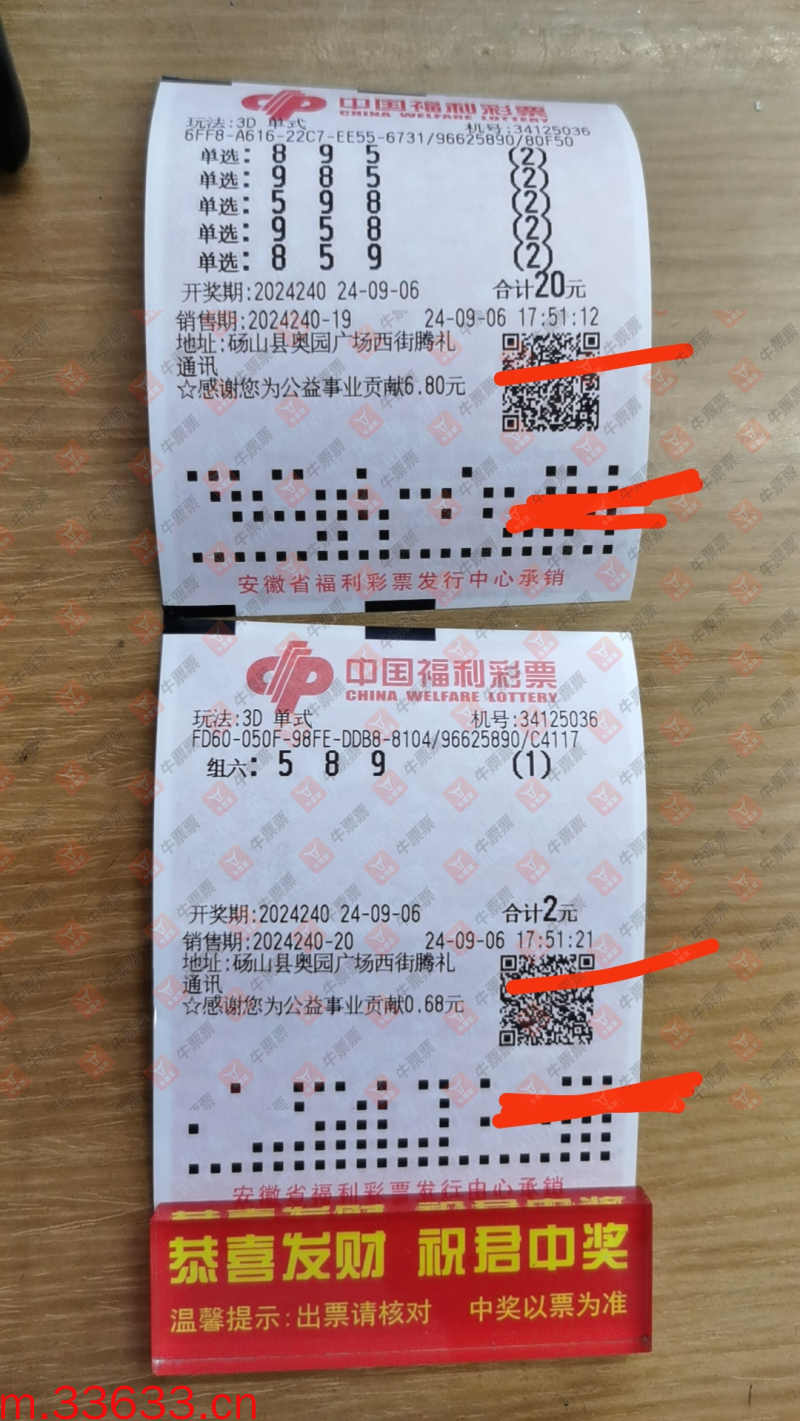 中国福利彩票
CHINA WELFARE LOTTERY
玩法:3D 单式 机号:34125036
6FF8-A616-22C7-EE55-6731/96625890/80F50
单选: 8 9 5 (2)
单选: 9 8 5 (2)
单选: 5 9 8 (2)
单选: 9 5 8 (2)
单选: 8 5 9 (2)
开奖期:2024240 24-09-06 合计20元
销售期:2024240-19 24-09-06 17:51:12
地址:砀山县奥园广场西街腾礼
通讯
☆感谢您为公益事业贡献6.80元
安徽省福利彩票发行中心承销
中国福利彩票
CHINA WELFARE LOTTERY
玩法:3D 单式 机号:34125036
FD60-050F-98FE-DDB8-8104/96625890/C4117
组六: 5 8 9 (1)
开奖期:2024240 24-09-06 合计2元
销售期:2024240-20 24-09-06 17:51:21
地址:砀山县奥园广场西街腾礼
通讯
☆感谢您为公益事业贡献0.68元
安徽省福利彩票发行中心承销
恭喜发财 祝君中奖
温馨提示:出票请核对 中奖以票为准
牛票票
m.33633.cn